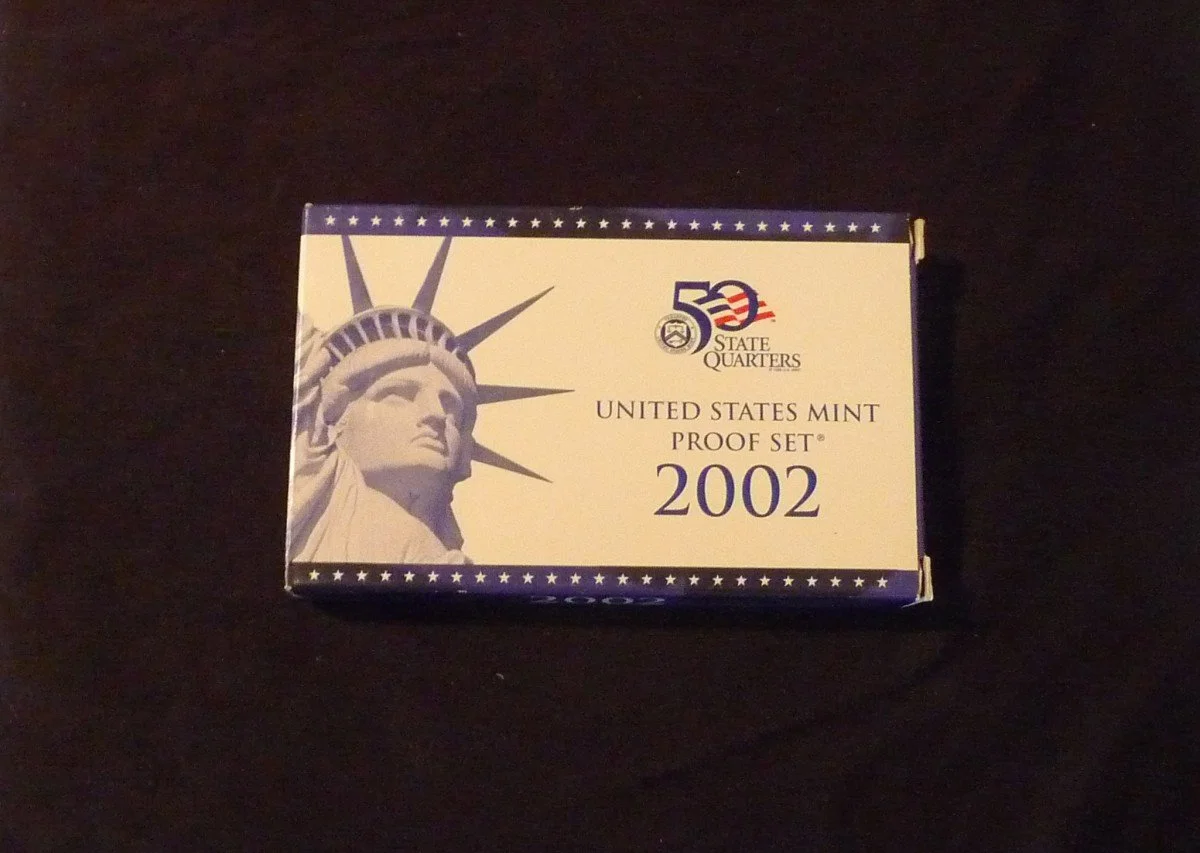 50
STATE
QUARTERS
UNITED STATES MINT
PROOF SET®
2002
2002